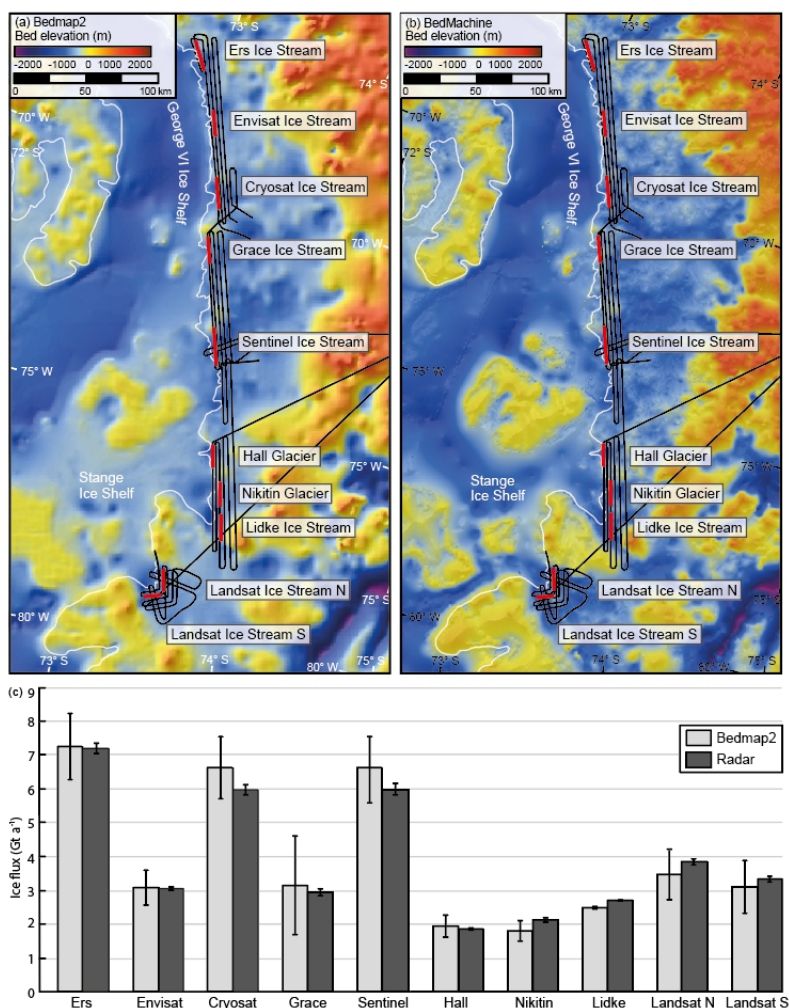 (a) Bedmap2
Bed elevation (m)
-2000 -1000 0 1000 2000
0 50 100 km
73° S
74° S
70° W
72° S
George VI Ice Shelf
Ers Ice Stream
Envisat Ice Stream
Cryosat Ice Stream
Grace Ice Stream
70° W
Sentinel Ice Stream
75° W
Hall Glacier
75° W
Nikitin Glacier
Stange
Ice Shelf
Lidke Ice Stream
Landsat Ice Stream N
75° S
80° W
Landsat Ice Stream S
73° S
74° S
80° W
(b) BedMachine
Bed elevation (m)
-2000 -1000 0 1000 2000
0 50 100 km
73° S
74° S
70° W
72° S
George VI Ice Shelf
Ers Ice Stream
Envisat Ice Stream
Cryosat Ice Stream
Grace Ice Stream
70° W
Sentinel Ice Stream
75° W
Hall Glacier
75° W
Nikitin Glacier
Stange
Ice Shelf
Lidke Ice Stream
Landsat Ice Stream N
75° S
80° W
Landsat Ice Stream S
73° S
74° S
80° W
(c)
9
8
7
6
5
4
3
2
1
0
Ice flux (Gt a⁻¹)
Bedmap2
Radar
Ers Envisat Cryosat Grace Sentinel Hall Nikitin Lidke Landsat N Landsat S